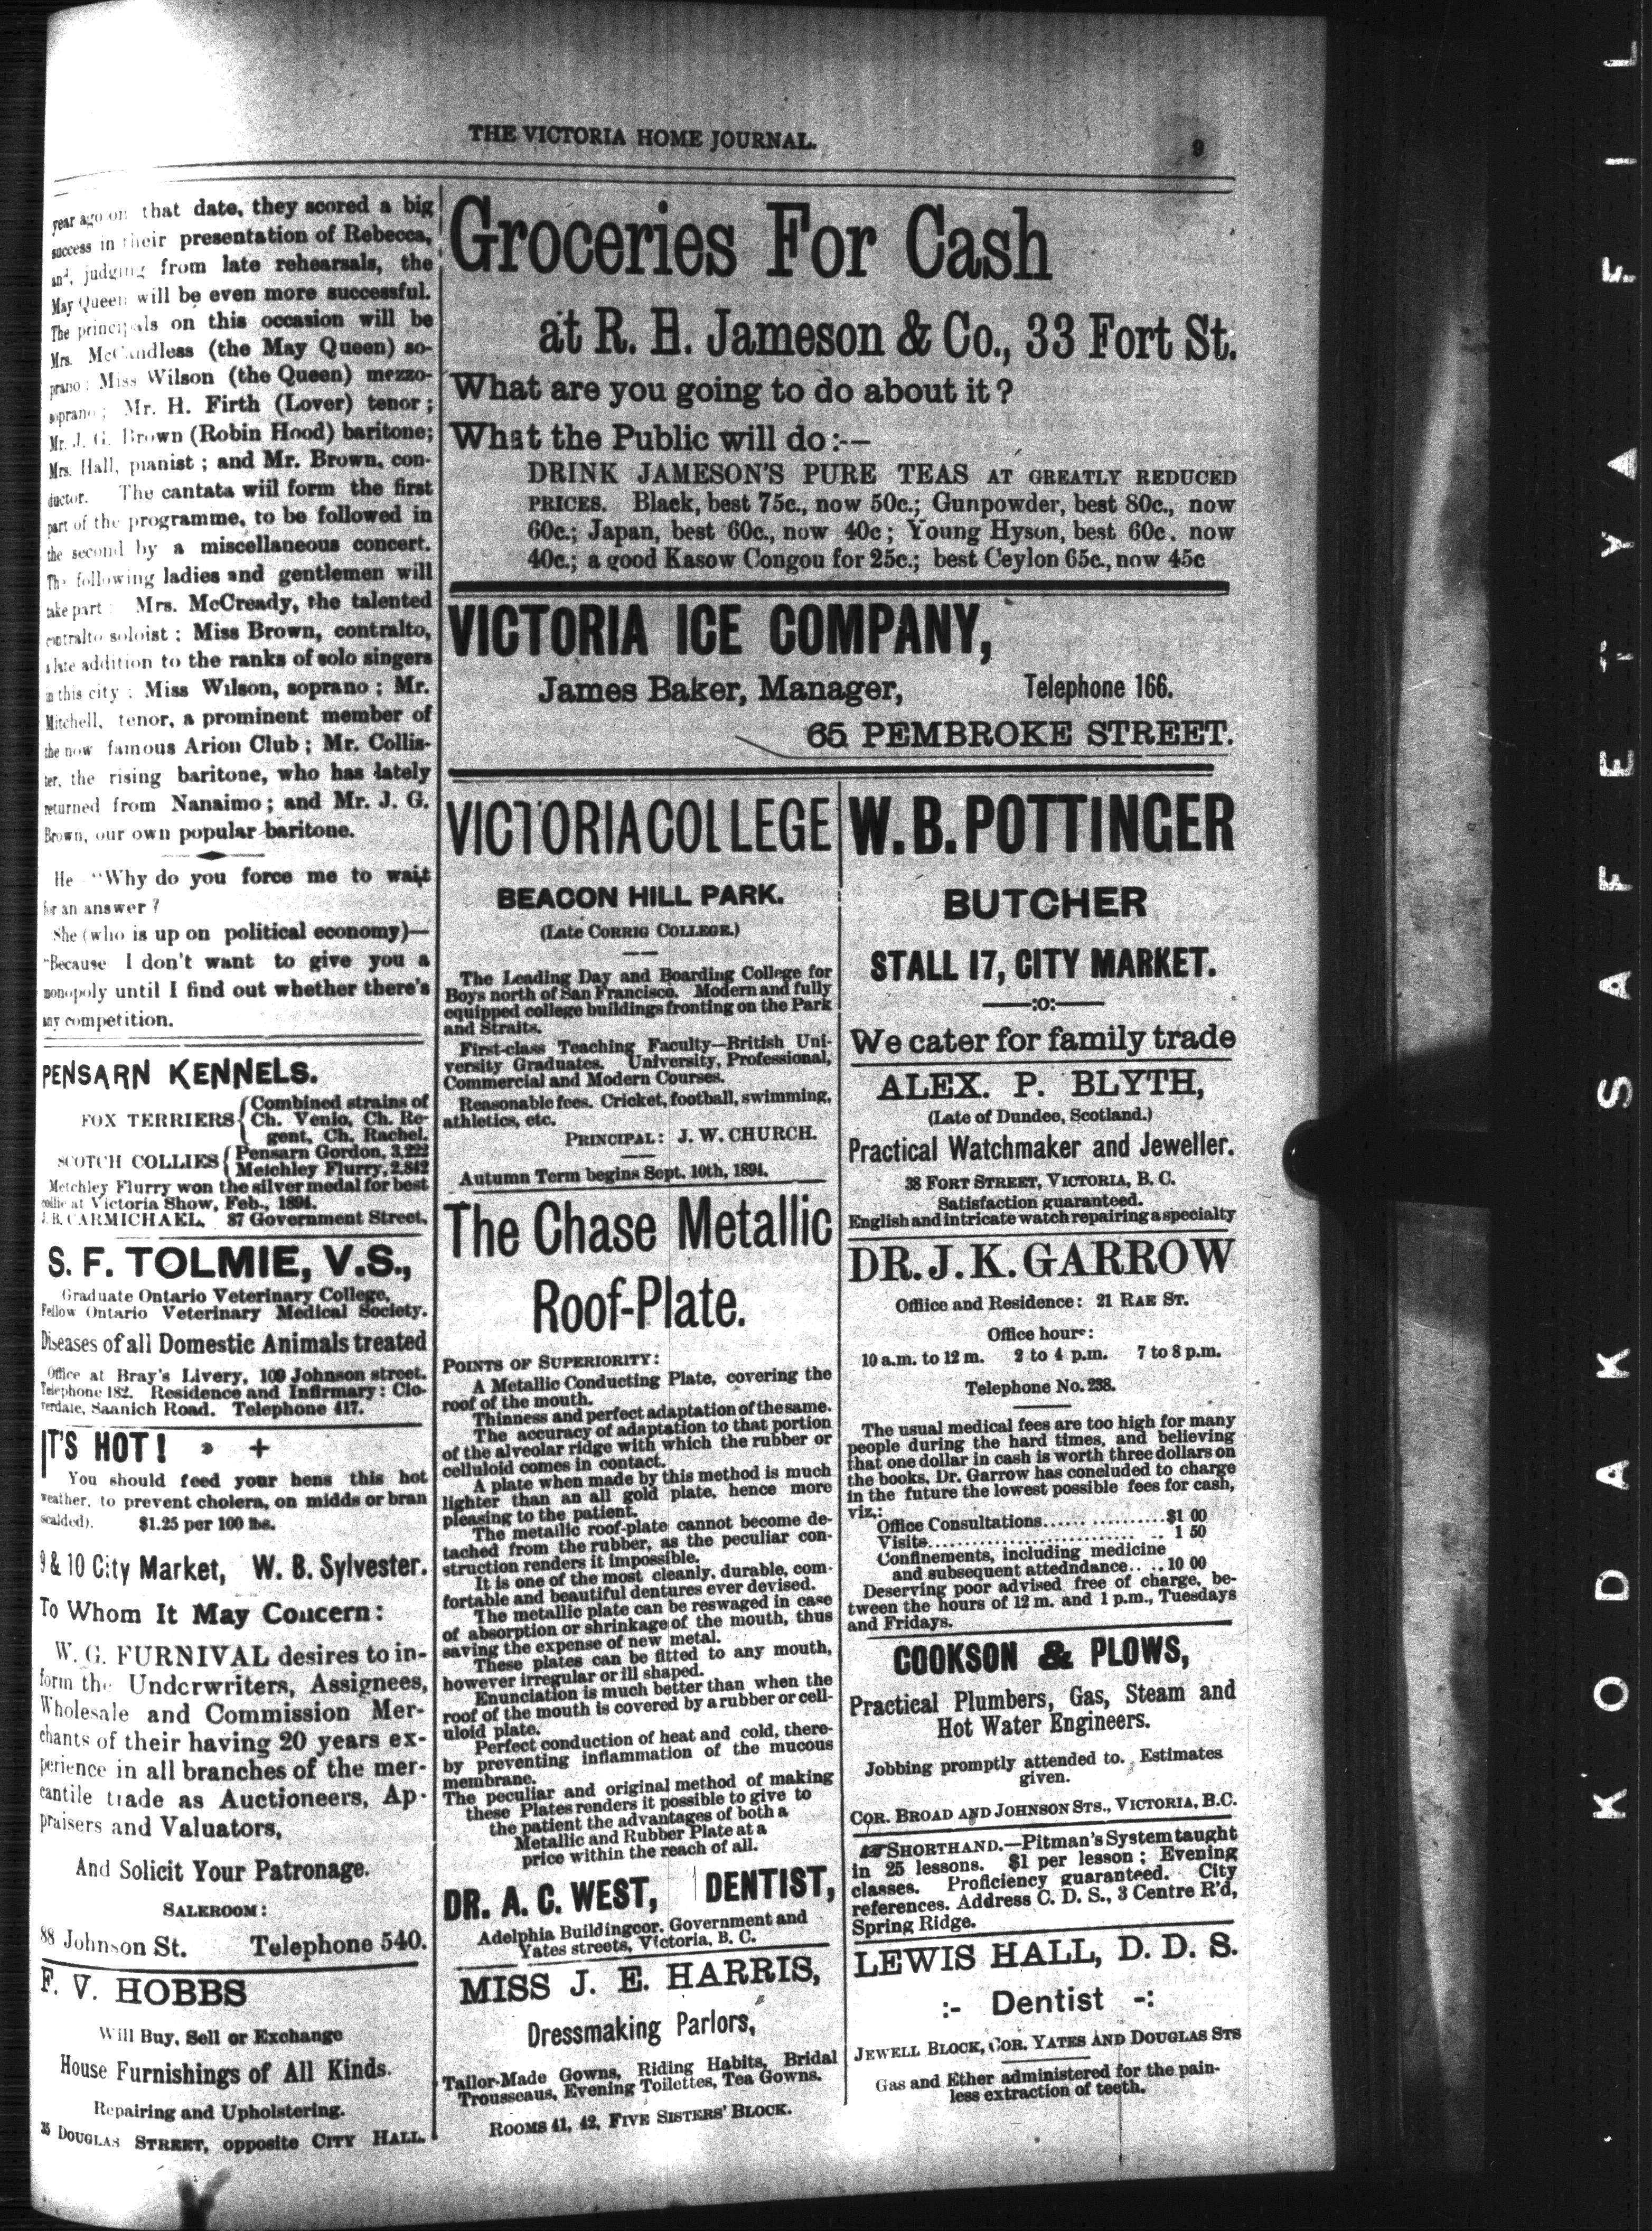 THE VICTORIA HOME JOURNAL.
9
year ago on that date, they scored a big
success in their presentation of Rebecca,
and, judging from late rehearsals, the
May Queen will be even more successful.
The principals on this occasion will be
Mrs. McCandless (the May Queen) so-
prano; Miss Wilson (the Queen) mezzo-
soprano; Mr. H. Firth (Lover) tenor;
Mr. J. G. Brown (Robin Hood) baritone;
Mrs. Hall, pianist; and Mr. Brown, con-
ductor. The cantata wiil form the first
part of the programme, to be followed in
the second by a miscellaneous concert.
The following ladies and gentlemen will
take part: Mrs. McCready, the talented
contralto soloist; Miss Brown, contralto,
a late addition to the ranks of solo singers
in this city; Miss Wilson, soprano; Mr.
Mitchell, tenor, a prominent member of
the now famous Arion Club; Mr. Collis-
ter, the rising baritone, who has lately
returned from Nanaimo; and Mr. J. G.
Brown, our own popular baritone.
He "Why do you force me to wait
for an answer?
She (who is up on political economy)—
"Because I don't want to give you a
monopoly until I find out whether there's
any competition.
PENSARN KENNELS.
FOX TERRIERS { Combined strains of
Ch. Venio, Ch. Re-
gent, Ch. Rachel.
SCOTCH COLLIES { Pensarn Gordon, 3,222
Metchley Flurry, 2,842
Metchley Flurry won the silver medal for best
collie at Victoria Show, Feb., 1894.
J. B. CARMICHAEL, 87 Government Street.
S. F. TOLMIE, V.S.,
Graduate Ontario Veterinary College,
Fellow Ontario Veterinary Medical Society.
Diseases of all Domestic Animals treated
Office at Bray's Livery, 109 Johnson street.
Telephone 182. Residence and Infirmary: Clo-
verdale, Saanich Road. Telephone 417.
IT'S HOT! » +
You should feed your hens this hot
weather, to prevent cholera, on midds or bran
scalded). $1.25 per 100 lbs.
9 & 10 City Market, W. B. Sylvester.
To Whom It May Concern:
W. G. FURNIVAL desires to in-
form the Underwriters, Assignees,
Wholesale and Commission Mer-
chants of their having 20 years ex-
perience in all branches of the mer-
cantile trade as Auctioneers, Ap-
praisers and Valuators,
And Solicit Your Patronage.
SALEROOM:
88 Johnson St. Telephone 540.
F. V. HOBBS
Will Buy, Sell or Exchange
House Furnishings of All Kinds.
Repairing and Upholstering.
35 DOUGLAS STREET, opposite CITY HALL.
Groceries For Cash
at R. H. Jameson & Co., 33 Fort St.
What are you going to do about it?
What the Public will do:--
DRINK JAMESON'S PURE TEAS AT GREATLY REDUCED
PRICES. Black, best 75c., now 50c.; Gunpowder, best 80c., now
60c.; Japan, best 60c., now 40c; Young Hyson, best 60c. now
40c.; a good Kasow Congou for 25c.; best Ceylon 65c., now 45c
VICTORIA ICE COMPANY,
James Baker, Manager, Telephone 166.
65 PEMBROKE STREET.
VICTORIA COLLEGE
BEACON HILL PARK.
(Late CORRIG COLLEGE.)
The Leading Day and Boarding College for
Boys north of San Francisco. Modern and fully
equipped college buildings fronting on the Park
and Straits.
First-class Teaching Faculty—British Uni-
versity Graduates. University, Professional,
Commercial and Modern Courses.
Reasonable fees. Cricket, football, swimming,
athletics, etc.
PRINCIPAL: J. W. CHURCH.
Autumn Term begins Sept. 10th, 1894.
The Chase Metallic
Roof-Plate.
POINTS OF SUPERIORITY:
A Metallic Conducting Plate, covering the
roof of the mouth.
Thinness and perfect adaptation of the same.
The accuracy of adaptation to that portion
of the alveolar ridge with which the rubber or
celluloid comes in contact.
A plate when made by this method is much
lighter than an all gold plate, hence more
pleasing to the patient.
The metallic roof-plate cannot become de-
tached from the rubber, as the peculiar con-
struction renders it impossible.
It is one of the most cleanly, durable, com-
fortable and beautiful dentures ever devised.
The metallic plate can be reswaged in case
of absorption or shrinkage of the mouth, thus
saving the expense of new metal.
These plates can be fitted to any mouth,
however irregular or ill shaped.
Enunciation is much better than when the
roof of the mouth is covered by a rubber or cell-
uloid plate.
Perfect conduction of heat and cold, there-
by preventing inflammation of the mucous
membrane.
The peculiar and original method of making
these Plates renders it possible to give to
the patient the advantages of both a
Metallic and Rubber Plate at a
price within the reach of all.
DR. A. C. WEST, DENTIST,
Adelphia Building cor. Government and
Yates streets, Victoria, B. C.
MISS J. E. HARRIS,
Dressmaking Parlors,
Tailor-Made Gowns, Riding Habits, Bridal
Trousseaus, Evening Toilettes, Tea Gowns.
ROOMS 41, 42, FIVE SISTERS' BLOCK.
W. B. POTTINGER
BUTCHER
STALL 17, CITY MARKET.
——:o:——
We cater for family trade
ALEX. P. BLYTH,
(Late of Dundee, Scotland.)
Practical Watchmaker and Jeweller.
38 FORT STREET, VICTORIA, B. C.
Satisfaction guaranteed.
English and intricate watch repairing a specialty
DR. J. K. GARROW
Offiice and Residence: 21 RAE ST.
Office hours:
10 a.m. to 12 m. 2 to 4 p.m. 7 to 8 p.m.
Telephone No. 238.
The usual medical fees are too high for many
people during the hard times, and believing
that one dollar in cash is worth three dollars on
the books, Dr. Garrow has concluded to charge
in the future the lowest possible fees for cash,
viz.:
Office Consultations.................$1 00
Visits.................. 1 50
Confinements, including medicine
and subsequent attedndance....10 00
Deserving poor advised free of charge, be-
tween the hours of 12 m. and 1 p.m., Tuesdays
and Fridays.
COOKSON & PLOWS,
Practical Plumbers, Gas, Steam and
Hot Water Engineers.
Jobbing promptly attended to. Estimates
given.
COR. BROAD AND JOHNSON STS., VICTORIA, B.C.
☞ SHORTHAND.—Pitman's System taught
in 25 lessons. $1 per lesson; Evening
classes. Proficiency guaranteed. City
references. Address C. D. S., 3 Centre R'd,
Spring Ridge.
LEWIS HALL, D. D. S.
:- Dentist -:
JEWELL BLOCK, COR. YATES AND DOUGLAS STS
Gas and Ether administered for the pain-
less extraction of teeth.
KODAK SAFETY FIL